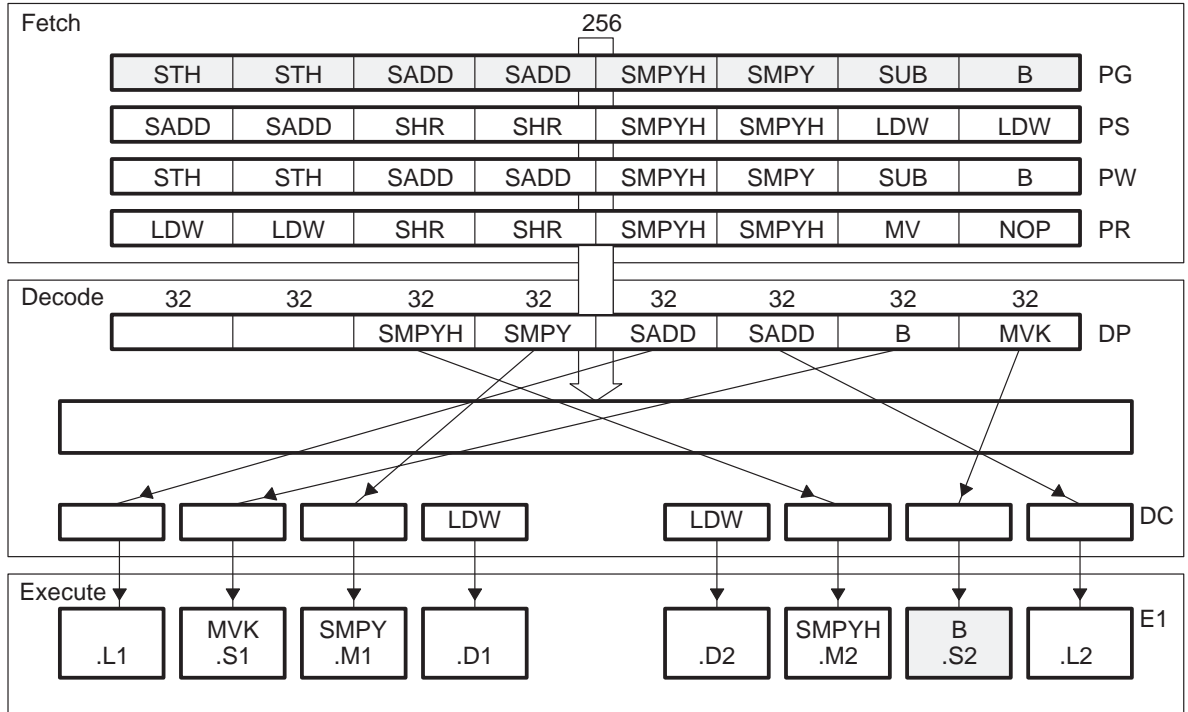 Fetch
256
STH STH SADD SADD SMPYH SMPY SUB B PG
SADD SADD SHR SHR SMPYH SMPYH LDW LDW PS
STH STH SADD SADD SMPYH SMPY SUB B PW
LDW LDW SHR SHR SMPYH SMPYH MV NOP PR
Decode 32 32 32 32 32 32 32 32
SMPYH SMPY SADD SADD B MVK DP
LDW LDW DC
Execute
E1
MVK SMPY SMPYH B
.L1 .S1 .M1 .D1 .D2 .M2 .S2 .L2